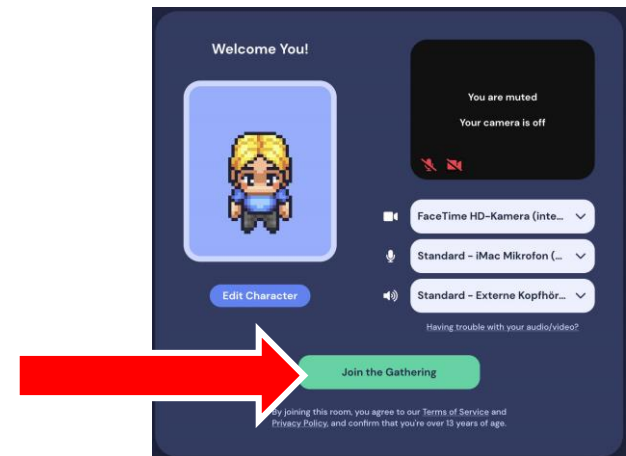 Welcome You!
You are muted
Your camera is off
FaceTime HD-Kamera (inte...
Standard - iMac Mikrofon (...
Edit Character
Standard - Externe Kopfhör...
Having trouble with your audio/video?
Join the Gathering
By joining this room, you agree to our Terms of Service and
Privacy Policy, and confirm that you're over 13 years of age.